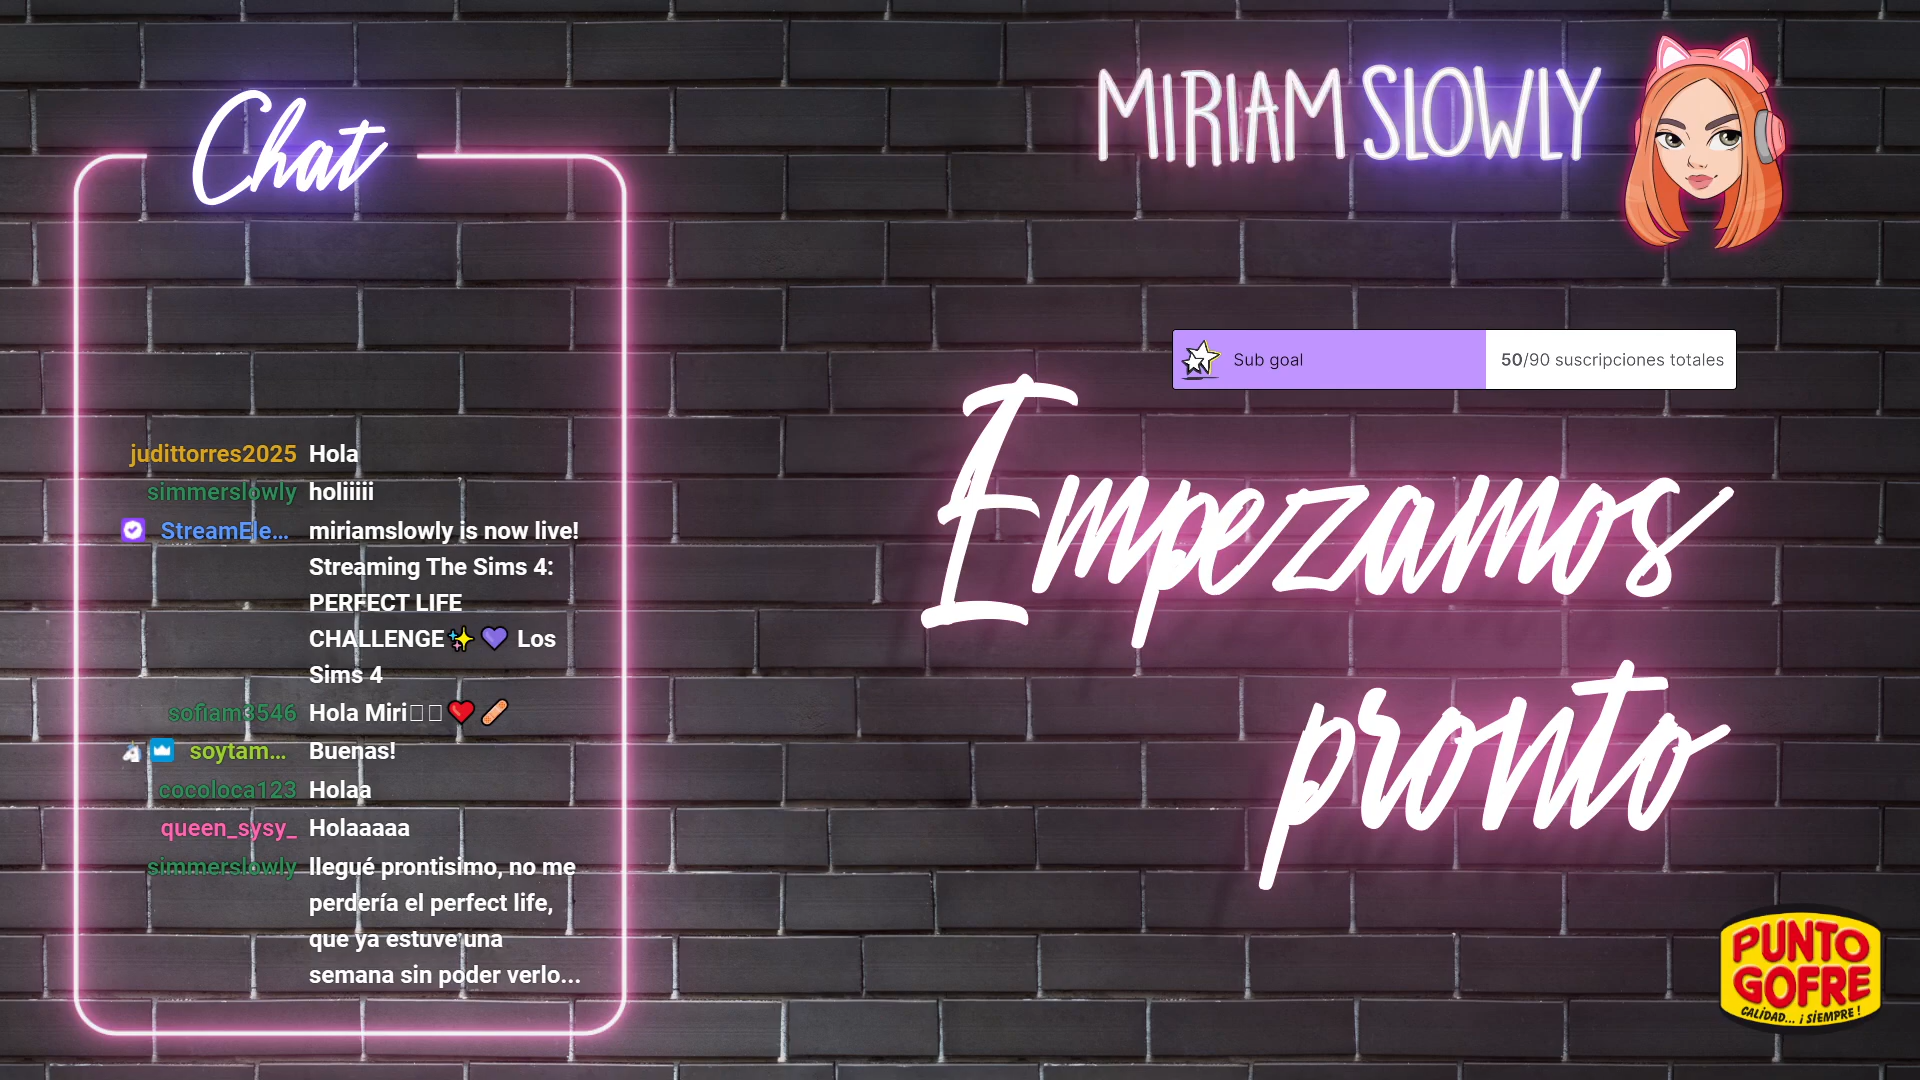 Chat
MIRIAM SLOWLY
Sub goal 50/90 suscripciones totales
Empezamos
pronto
judittorres2025 Hola
simmerslowly holiiiii
StreamEle... miriamslowly is now live!
Streaming The Sims 4:
PERFECT LIFE
CHALLENGE✨💜 Los
Sims 4
sofiam3546 Hola Miri❤️🩹
soytam... Buenas!
cocoloca123 Holaa
queen_sysy_ Holaaaaa
simmerslowly llegué prontisimo, no me
perdería el perfect life,
que ya estuve una
semana sin poder verlo...
PUNTO
GOFRE
CALIDAD... ¡ SIEMPRE !